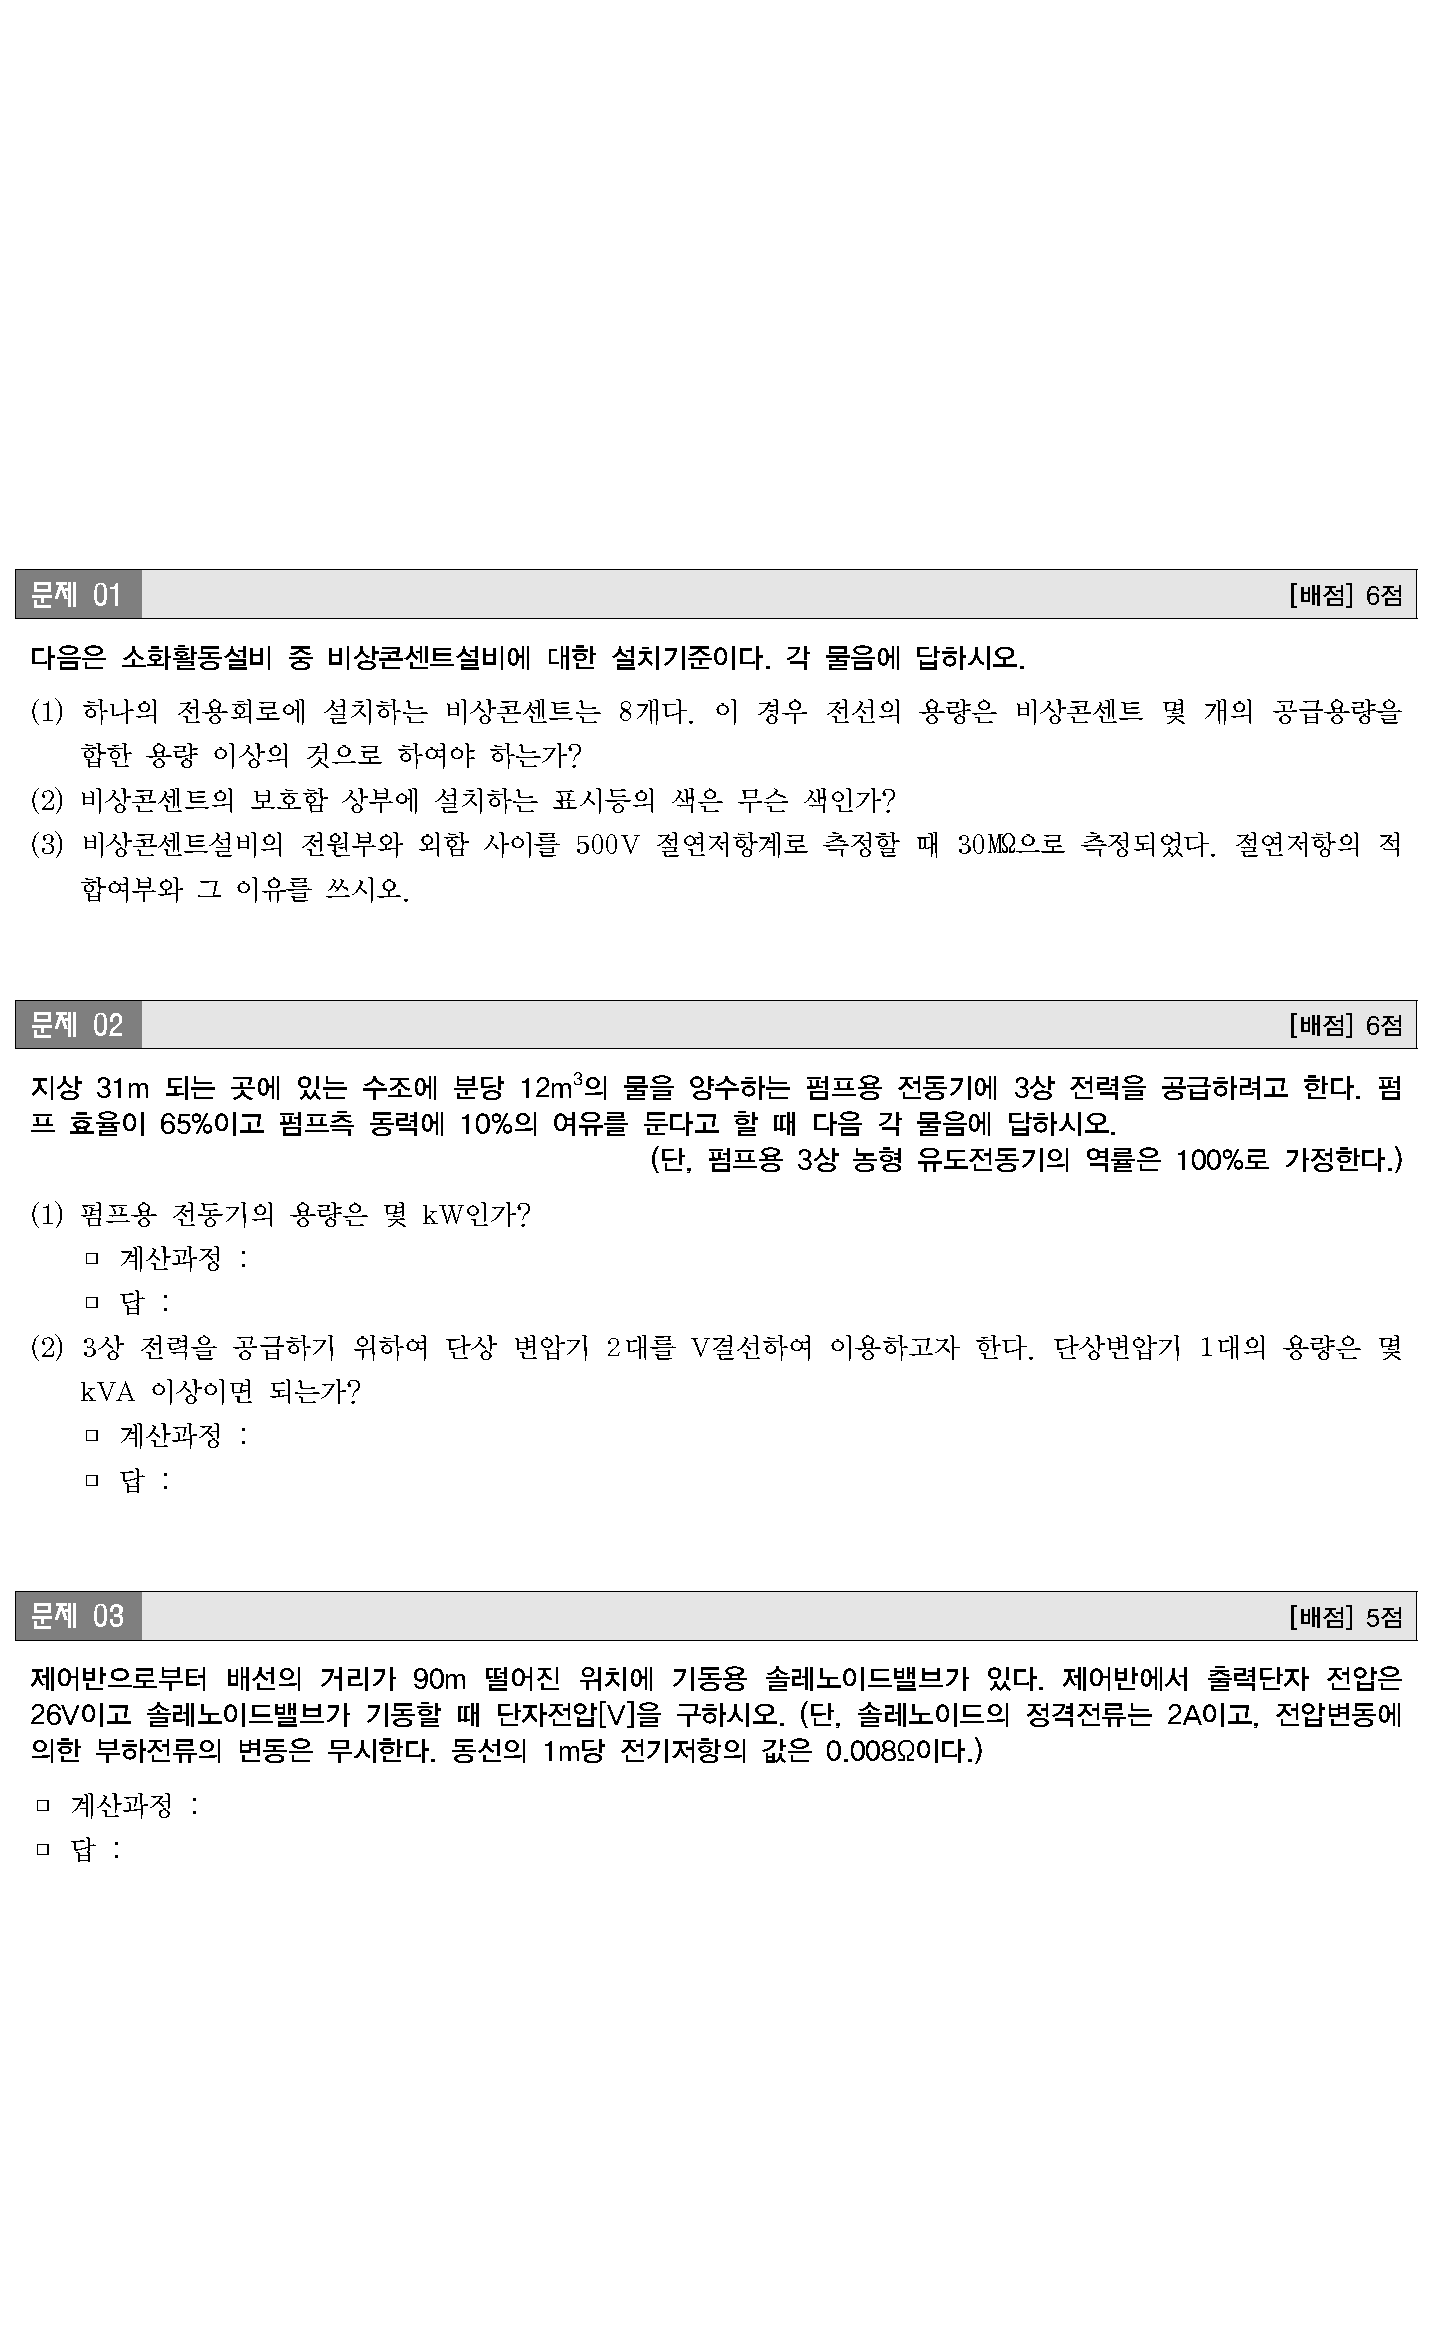 문제 01
[배점] 6점
다음은 소화활동설비 중 비상콘센트설비에 대한 설치기준이다. 각 물음에 답하시오.
(1) 하나의 전용회로에 설치하는 비상콘센트는 8개다. 이 경우 전선의 용량은 비상콘센트 몇 개의 공급용량을
합한 용량 이상의 것으로 하여야 하는가?
(2) 비상콘센트의 보호함 상부에 설치하는 표시등의 색은 무슨 색인가?
(3) 비상콘센트설비의 전원부와 외함 사이를 500V 절연저항계로 측정할 때 30㏁으로 측정되었다. 절연저항의 적
합여부와 그 이유를 쓰시오.
문제 02
[배점] 6점
지상 31m 되는 곳에 있는 수조에 분당 12m³의 물을 양수하는 펌프용 전동기에 3상 전력을 공급하려고 한다. 펌
프 효율이 65%이고 펌프측 동력에 10%의 여유를 둔다고 할 때 다음 각 물음에 답하시오.
(단, 펌프용 3상 농형 유도전동기의 역률은 100%로 가정한다.)
(1) 펌프용 전동기의 용량은 몇 kW인가?
□ 계산과정 :
□ 답 :
(2) 3상 전력을 공급하기 위하여 단상 변압기 2대를 V결선하여 이용하고자 한다. 단상변압기 1대의 용량은 몇
kVA 이상이면 되는가?
□ 계산과정 :
□ 답 :
문제 03
[배점] 5점
제어반으로부터 배선의 거리가 90m 떨어진 위치에 기동용 솔레노이드밸브가 있다. 제어반에서 출력단자 전압은
26V이고 솔레노이드밸브가 기동할 때 단자전압[V]을 구하시오. (단, 솔레노이드의 정격전류는 2A이고, 전압변동에
의한 부하전류의 변동은 무시한다. 동선의 1m당 전기저항의 값은 0.008Ω이다.)
□ 계산과정 :
□ 답 :